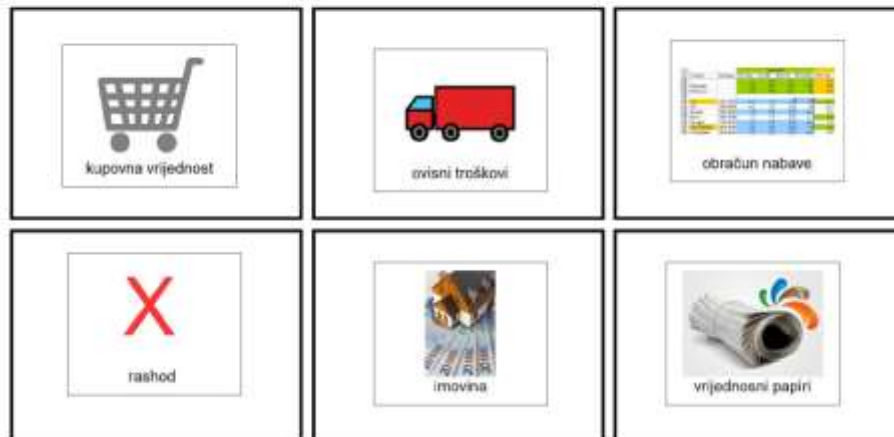 kupovna vrijednost
ovisni troškovi
obračun nabave
rashod
imovina
vrijednosni papiri